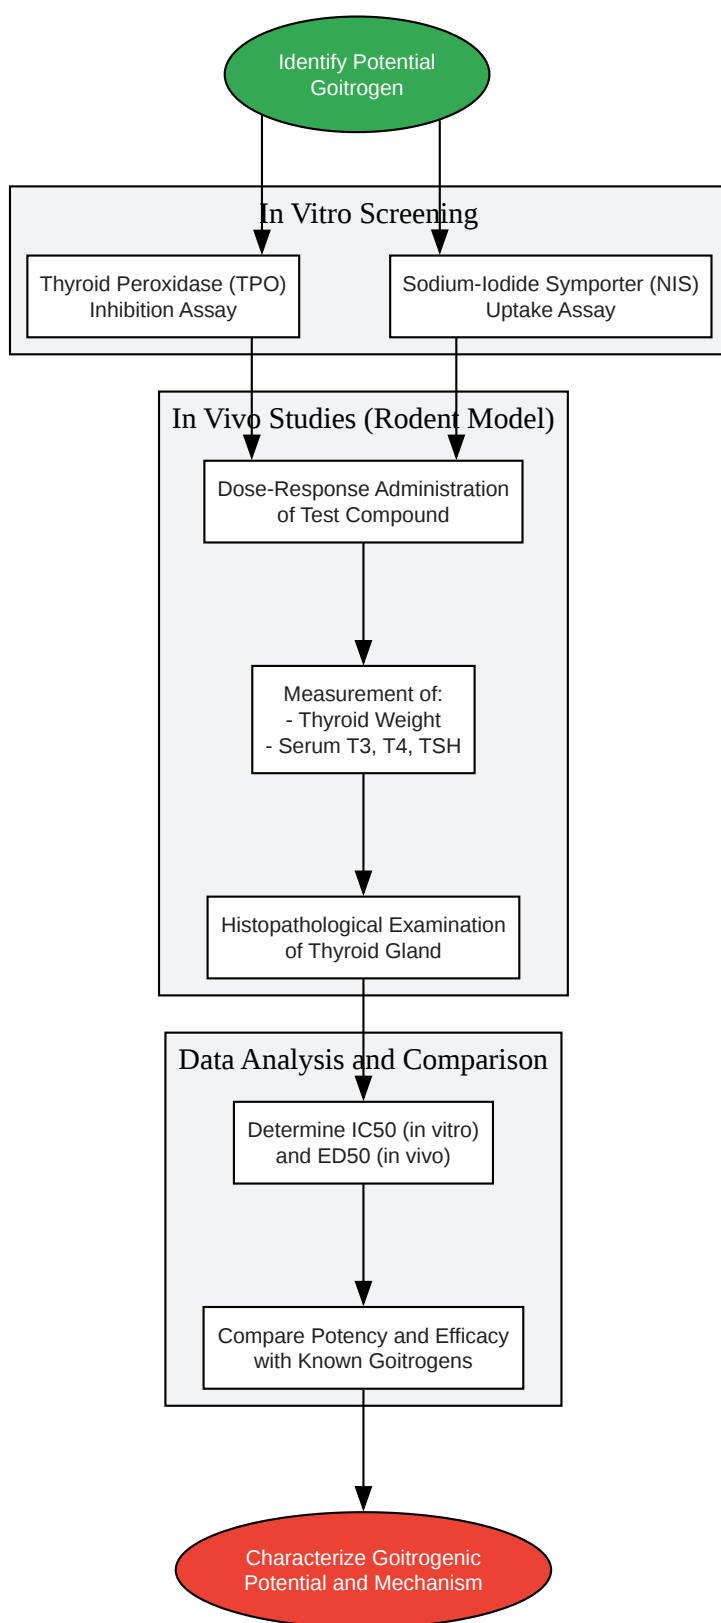 Identify Potential
Goitrogen
In Vitro Screening
Thyroid Peroxidase (TPO)
Inhibition Assay
Sodium-Iodide Symporter (NIS)
Uptake Assay
In Vivo Studies (Rodent Model)
Dose-Response Administration
of Test Compound
Measurement of:
- Thyroid Weight
- Serum T3, T4, TSH
Histopathological Examination
of Thyroid Gland
Data Analysis and Comparison
Determine IC50 (in vitro)
and ED50 (in vivo)
Compare Potency and Efficacy
with Known Goitrogens
Characterize Goitrogenic
Potential and Mechanism